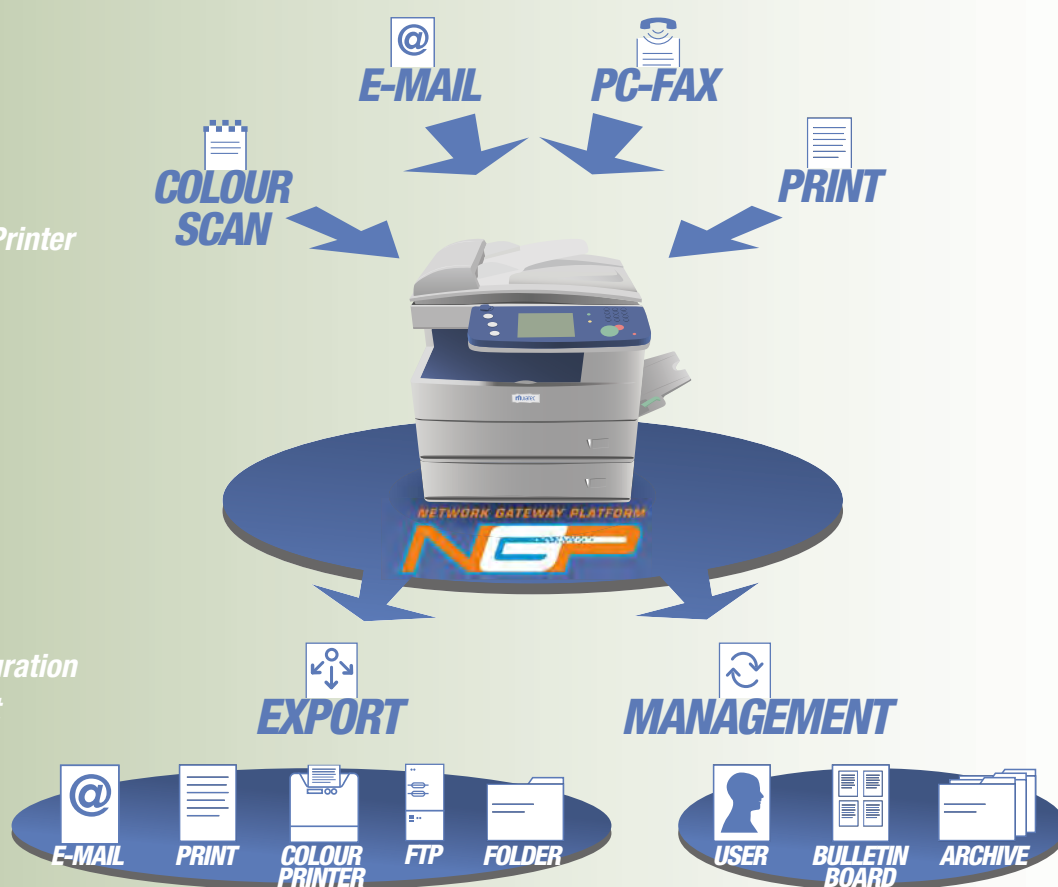 E-MAIL
PC-FAX
COLOUR
SCAN
PRINT
Printer
NETWORK GATEWAY PLATFORM
NGP
uration
EXPORT
MANAGEMENT
E-MAIL
PRINT
COLOUR
PRINTER
FTP
FOLDER
USER
BULLETIN
BOARD
ARCHIVE